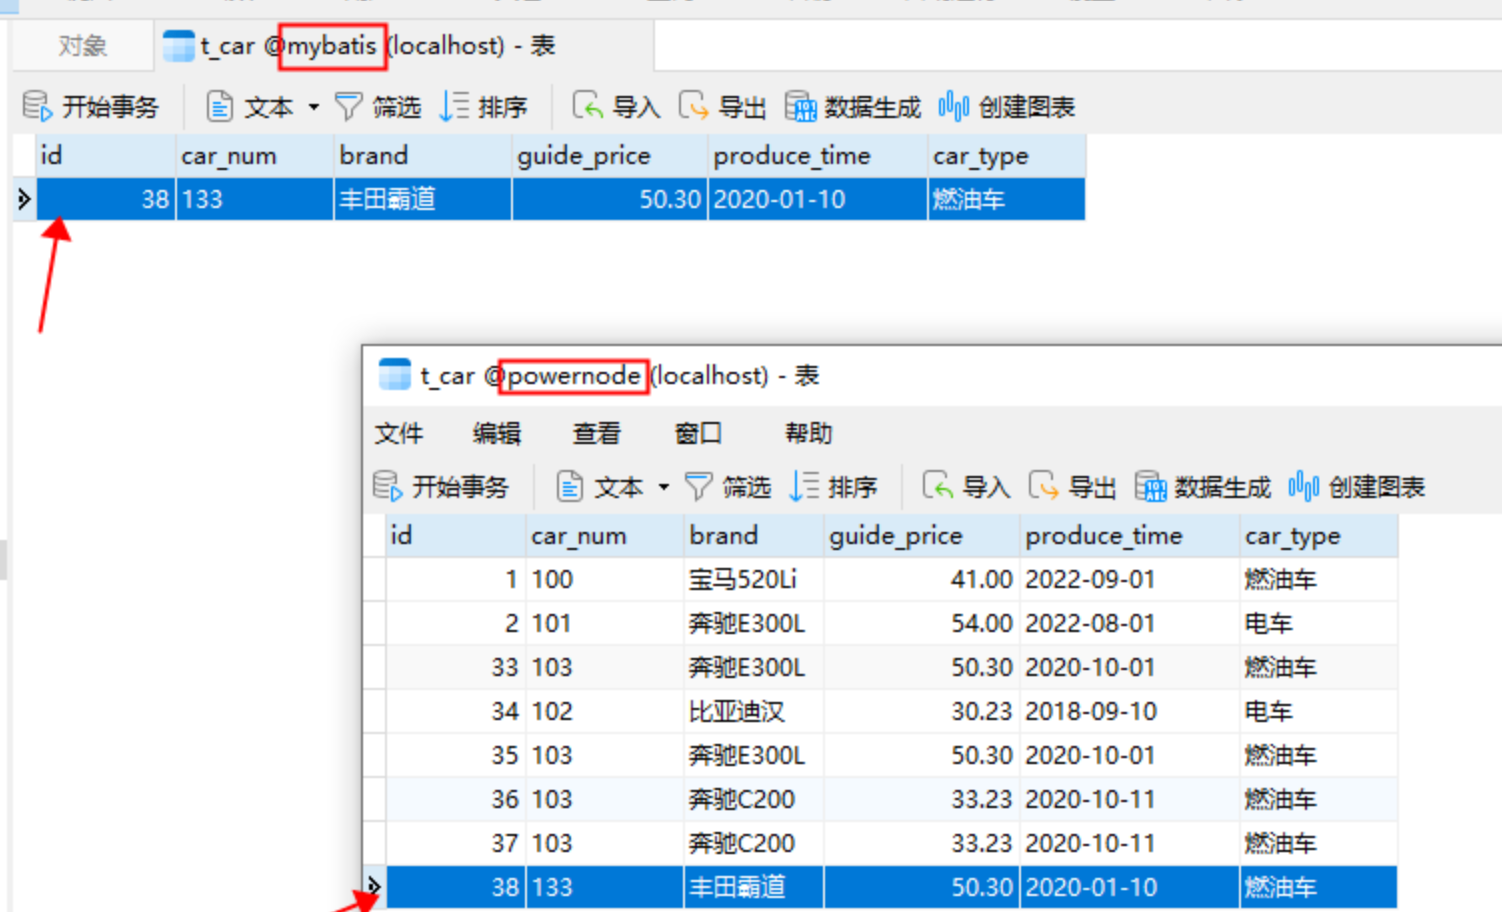 对象 t_car @mybatis (localhost) - 表
开始事务 文本 筛选 排序 导入 导出 数据生成 创建图表
id car_num brand guide_price produce_time car_type
38 133 丰田霸道 50.30 2020-01-10 燃油车
t_car @powernode (localhost) - 表
文件 编辑 查看 窗口 帮助
开始事务 文本 筛选 排序 导入 导出 数据生成 创建图表
id car_num brand guide_price produce_time car_type
1 100 宝马520Li 41.00 2022-09-01 燃油车
2 101 奔驰E300L 54.00 2022-08-01 电车
33 103 奔驰E300L 50.30 2020-10-01 燃油车
34 102 比亚迪汉 30.23 2018-09-10 电车
35 103 奔驰E300L 50.30 2020-10-01 燃油车
36 103 奔驰C200 33.23 2020-10-11 燃油车
37 103 奔驰C200 33.23 2020-10-11 燃油车
38 133 丰田霸道 50.30 2020-01-10 燃油车